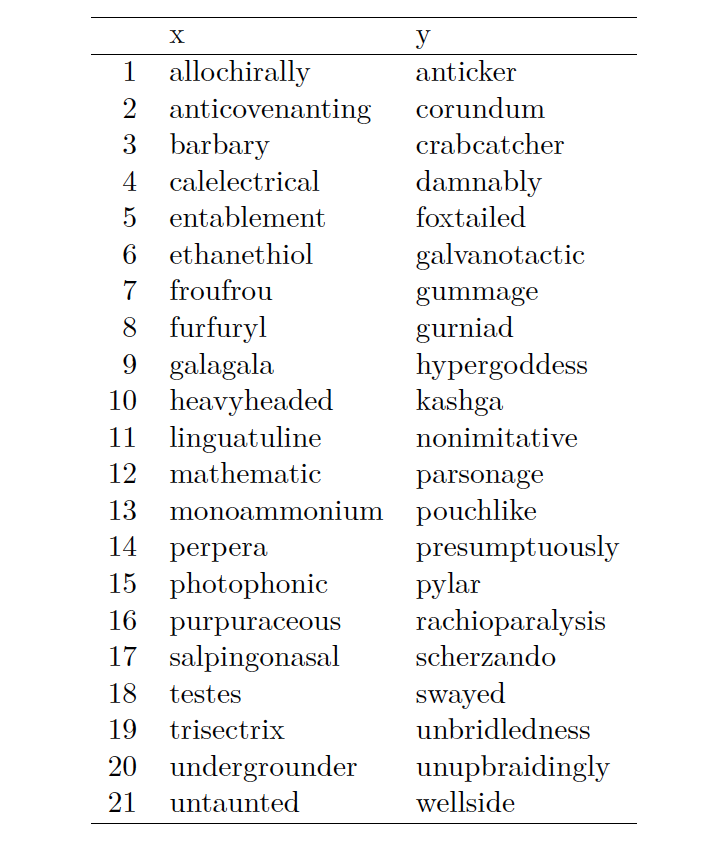 x y
1 allochirally anticker
2 anticovenanting corundum
3 barbary crabcatcher
4 calelectrical damnably
5 entablement foxtailed
6 ethanethiol galvanotactic
7 froufrou gummage
8 furfuryl gurniad
9 galagala hypergoddess
10 heavyheaded kashga
11 linguatuline nonimitative
12 mathematic parsonage
13 monoammonium pouchlike
14 perpera presumptuously
15 photophonic pylar
16 purpuraceous rachioparalysis
17 salpingonasal scherzando
18 testes swayed
19 trisectrix unbridledness
20 undergrounder unupbraidingly
21 untaunted wellside